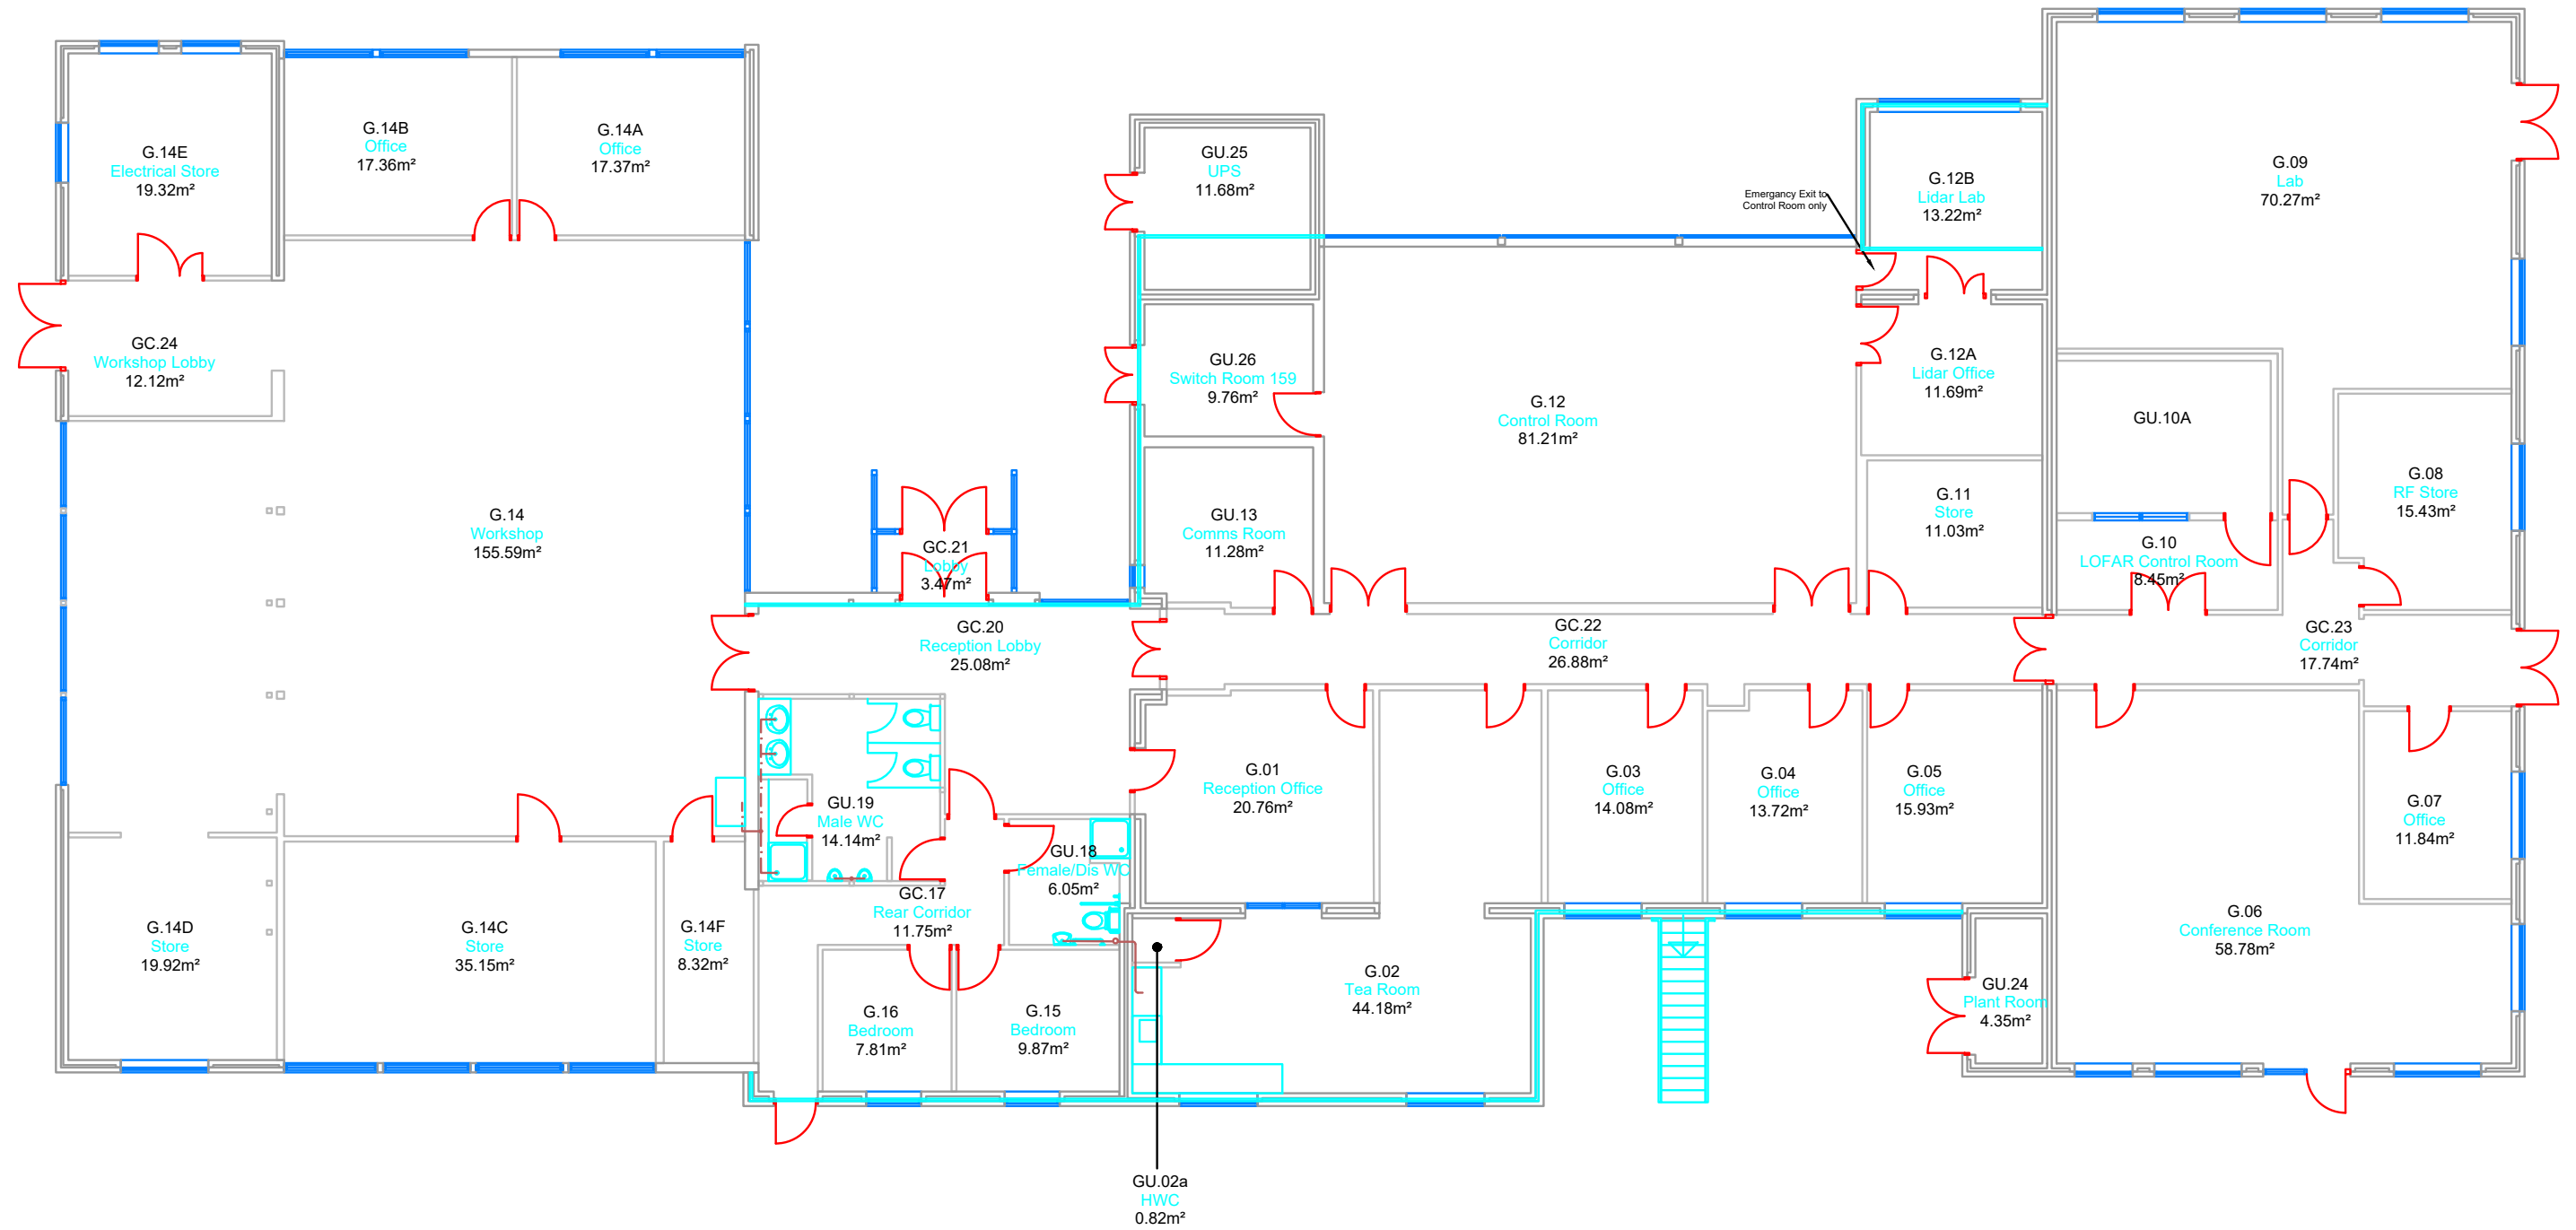 G.14E
Electrical Store
19.32m²
G.14B
Office
17.36m²
G.14A
Office
17.37m²
GU.25
UPS
11.68m²
Emergancy Exit to
Control Room only
G.12B
Lidar Lab
13.22m²
G.09
Lab
70.27m²
GC.24
Workshop Lobby
12.12m²
GU.26
Switch Room 159
9.76m²
G.12
Control Room
81.21m²
G.12A
Lidar Office
11.69m²
GU.10A
G.08
RF Store
15.43m²
G.14
Workshop
155.59m²
GC.21
Lobby
3.47m²
GU.13
Comms Room
11.28m²
G.11
Store
11.03m²
G.10
LOFAR Control Room
8.45m²
GC.20
Reception Lobby
25.08m²
GC.22
Corridor
26.88m²
GC.23
Corridor
17.74m²
GU.19
Male WC
14.14m²
G.01
Reception Office
20.76m²
G.03
Office
14.08m²
G.04
Office
13.72m²
G.05
Office
15.93m²
G.07
Office
11.84m²
GU.18
Female/Dis WC
6.05m²
GC.17
Rear Corridor
11.75m²
G.14D
Store
19.92m²
G.14C
Store
35.15m²
G.14F
Store
8.32m²
G.06
Conference Room
58.78m²
G.02
Tea Room
44.18m²
GU.24
Plant Room
4.35m²
G.16
Bedroom
7.81m²
G.15
Bedroom
9.87m²
GU.02a
HWC
0.82m²